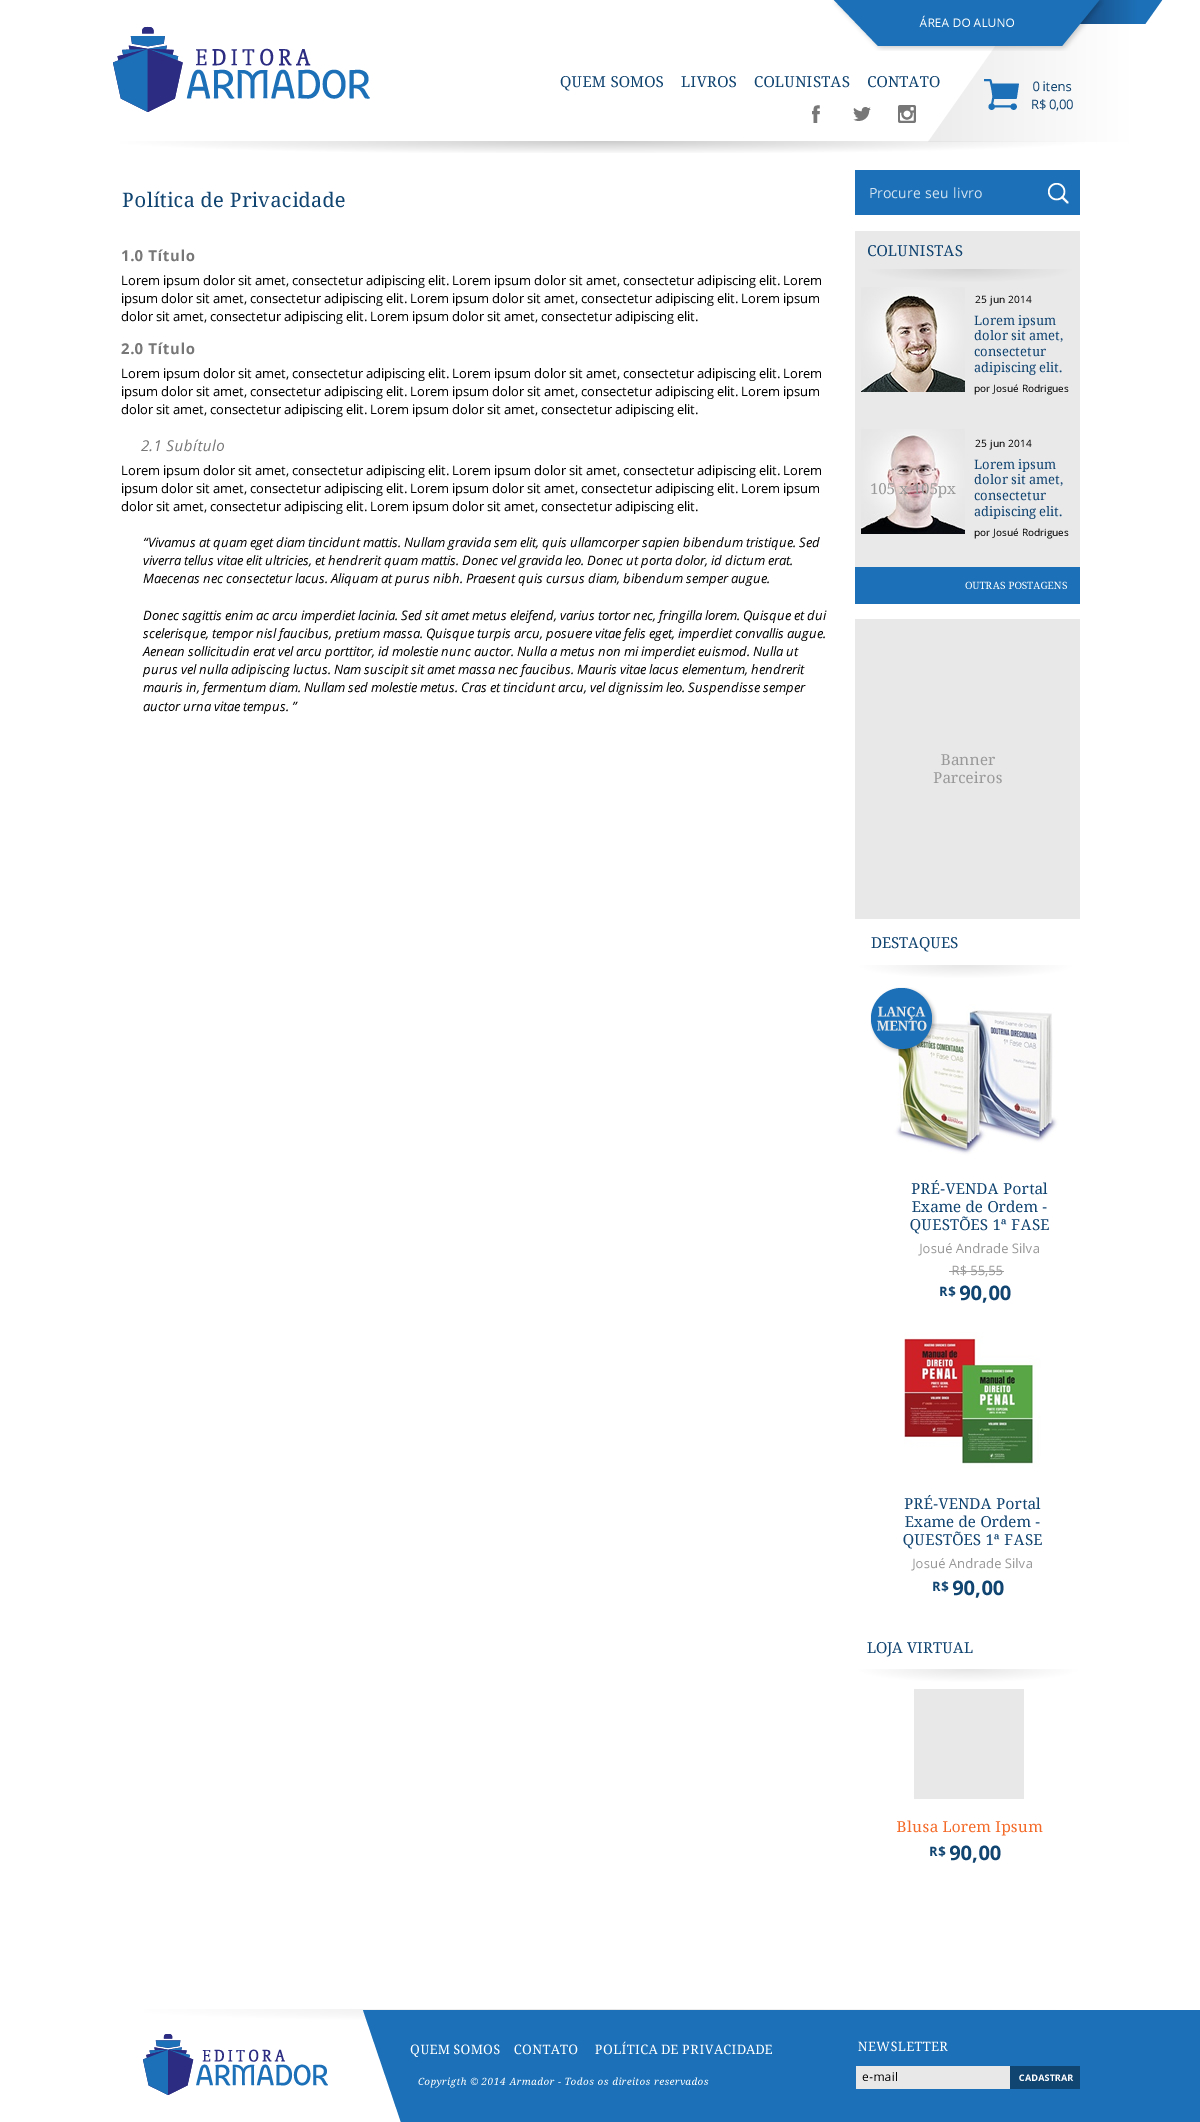 ÁREA DO ALUNO
EDITORA
ARMADOR
QUEM SOMOS LIVROS COLUNISTAS CONTATO
0 itens
R$ 0,00
Política de Privacidade
1.0 Título
Lorem ipsum dolor sit amet, consectetur adipiscing elit. Lorem ipsum dolor sit amet, consectetur adipiscing elit. Lorem
ipsum dolor sit amet, consectetur adipiscing elit. Lorem ipsum dolor sit amet, consectetur adipiscing elit. Lorem ipsum
dolor sit amet, consectetur adipiscing elit. Lorem ipsum dolor sit amet, consectetur adipiscing elit.
2.0 Título
Lorem ipsum dolor sit amet, consectetur adipiscing elit. Lorem ipsum dolor sit amet, consectetur adipiscing elit. Lorem
ipsum dolor sit amet, consectetur adipiscing elit. Lorem ipsum dolor sit amet, consectetur adipiscing elit. Lorem ipsum
dolor sit amet, consectetur adipiscing elit. Lorem ipsum dolor sit amet, consectetur adipiscing elit.
2.1 Subítulo
Lorem ipsum dolor sit amet, consectetur adipiscing elit. Lorem ipsum dolor sit amet, consectetur adipiscing elit. Lorem
ipsum dolor sit amet, consectetur adipiscing elit. Lorem ipsum dolor sit amet, consectetur adipiscing elit. Lorem ipsum
dolor sit amet, consectetur adipiscing elit. Lorem ipsum dolor sit amet, consectetur adipiscing elit.
“Vivamus at quam eget diam tincidunt mattis. Nullam gravida sem elit, quis ullamcorper sapien bibendum tristique. Sed
viverra tellus vitae elit ultricies, et hendrerit quam mattis. Donec vel gravida leo. Donec ut porta dolor, id dictum erat.
Maecenas nec consectetur lacus. Aliquam at purus nibh. Praesent quis cursus diam, bibendum semper augue.
Donec sagittis enim ac arcu imperdiet lacinia. Sed sit amet metus eleifend, varius tortor nec, fringilla lorem. Quisque et dui
scelerisque, tempor nisl faucibus, pretium massa. Quisque turpis arcu, posuere vitae felis eget, imperdiet convallis augue.
Aenean sollicitudin erat vel arcu porttitor, id molestie nunc auctor. Nulla a metus non mi imperdiet euismod. Nulla ut
purus vel nulla adipiscing luctus. Nam suscipit sit amet massa nec faucibus. Mauris vitae lacus elementum, hendrerit
mauris in, fermentum diam. Nullam sed molestie metus. Cras et tincidunt arcu, vel dignissim leo. Suspendisse semper
auctor urna vitae tempus. ”
Procure seu livro
COLUNISTAS
25 jun 2014
Lorem ipsum
dolor sit amet,
consectetur
adipiscing elit.
por Josué Rodrigues
105 x 105px
25 jun 2014
Lorem ipsum
dolor sit amet,
consectetur
adipiscing elit.
por Josué Rodrigues
OUTRAS POSTAGENS
Banner
Parceiros
DESTAQUES
LANÇA
MENTO
DOUTRINA DIRECIONADA
1ª Fase OAB
QUESTÕES COMENTADAS
1ª Fase OAB
ARMADOR
ARMADOR
PRÉ-VENDA Portal
Exame de Ordem -
QUESTÕES 1ª FASE
Josué Andrade Silva
R$ 55,55
R$ 90,00
Manual de
DIREITO
PENAL
Manual de
DIREITO
PENAL
PRÉ-VENDA Portal
Exame de Ordem -
QUESTÕES 1ª FASE
Josué Andrade Silva
R$ 90,00
LOJA VIRTUAL
Blusa Lorem Ipsum
R$ 90,00
EDITORA
ARMADOR
QUEM SOMOS CONTATO POLÍTICA DE PRIVACIDADE
Copyrigth © 2014 Armador - Todos os direitos reservados
NEWSLETTER
e-mail
CADASTRAR